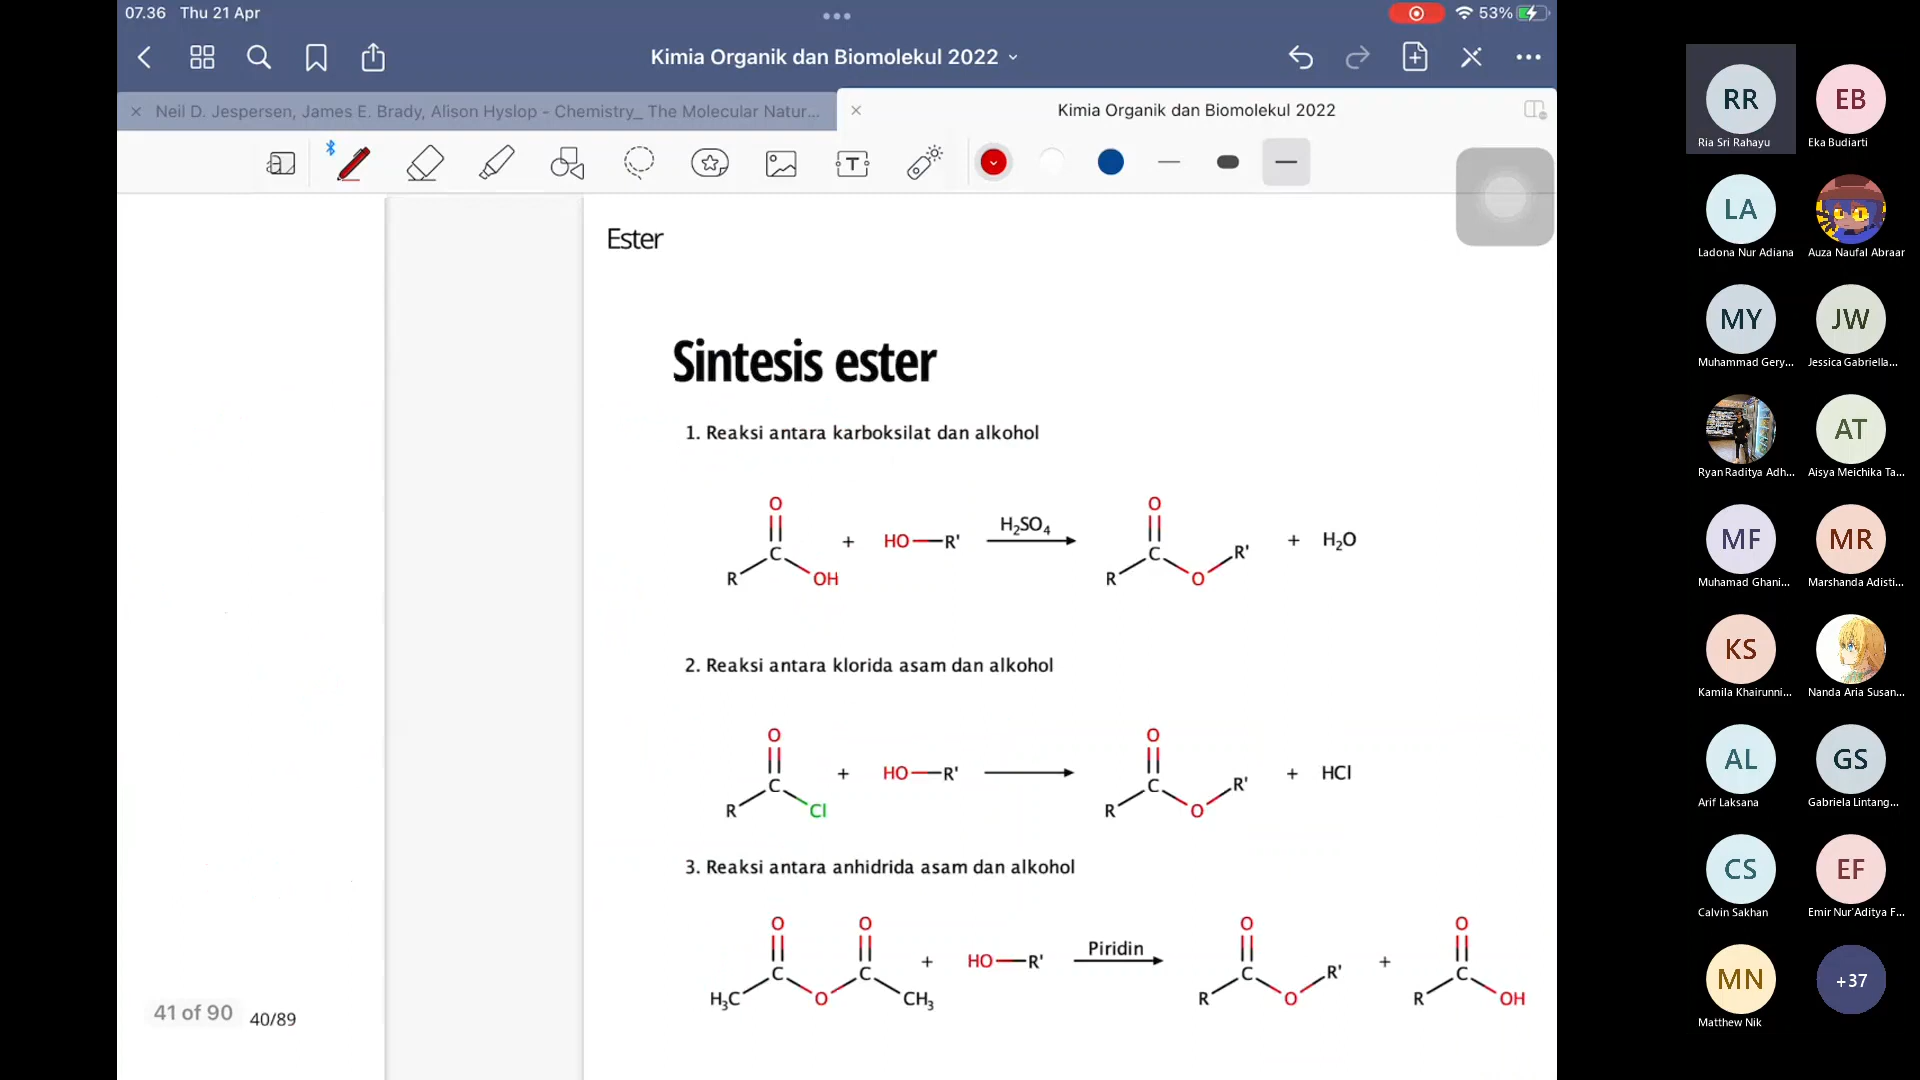 07.36 Thu 21 Apr
53%
Kimia Organik dan Biomolekul 2022
Neil D. Jespersen, James E. Brady, Alison Hyslop - Chemistry_ The Molecular Natur...
Kimia Organik dan Biomolekul 2022
T
Ester
Sintesis ester
1. Reaksi antara karboksilat dan alkohol
R C O OH + HO R' H₂SO₄ R C O O R' + H₂O
2. Reaksi antara klorida asam dan alkohol
R C O Cl + HO R' R C O O R' + HCl
3. Reaksi antara anhidrida asam dan alkohol
H₃C C O O C O CH₃ + HO R' Piridin R C O O R' + R C O OH
41 of 90
40/89
RR
Ria Sri Rahayu
EB
Eka Budiarti
LA
Ladona Nur Adiana
Auza Naufal Abraar
MY
Muhammad Gery...
JW
Jessica Gabriella...
Ryan Raditya Adh...
AT
Aisya Meichika Ta...
MF
Muhamad Ghani...
MR
Marshanda Adisti...
KS
Kamila Khairunni...
Nanda Aria Susan...
AL
Arif Laksana
GS
Gabriela Lintang...
CS
Calvin Sakhan
EF
Emir Nur'Aditya F...
MN
Matthew Nik
+37